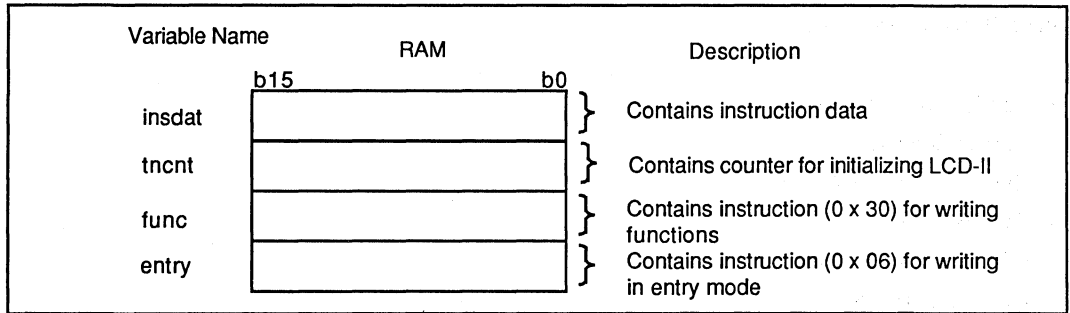 Variable Name RAM Description
b15 b0
insdat Contains instruction data
tncnt Contains counter for initializing LCD-II
func Contains instruction (0 x 30) for writing
functions
entry Contains instruction (0 x 06) for writing
in entry mode